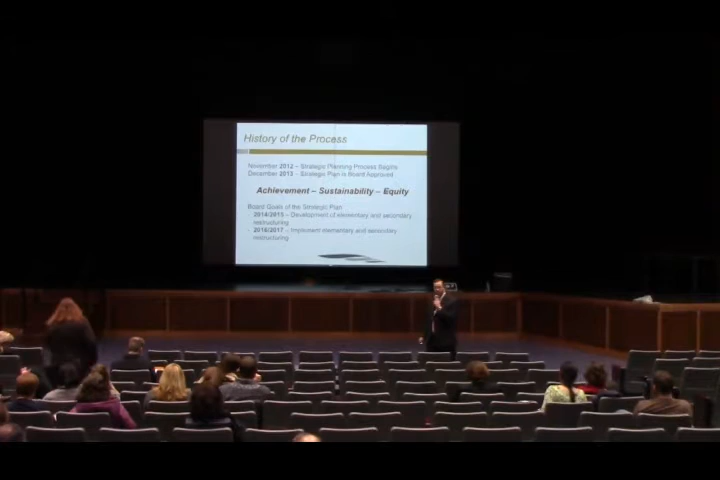 History of the Process
November 2012 – Strategic Planning Process Begins
December 2013 – Strategic Plan is Board Approved
Achievement – Sustainability – Equity
Board Goals of the Strategic Plan
- 2014/2015 – Development of elementary and secondary
restructuring
- 2016/2017 – Implement elementary and secondary
restructuring